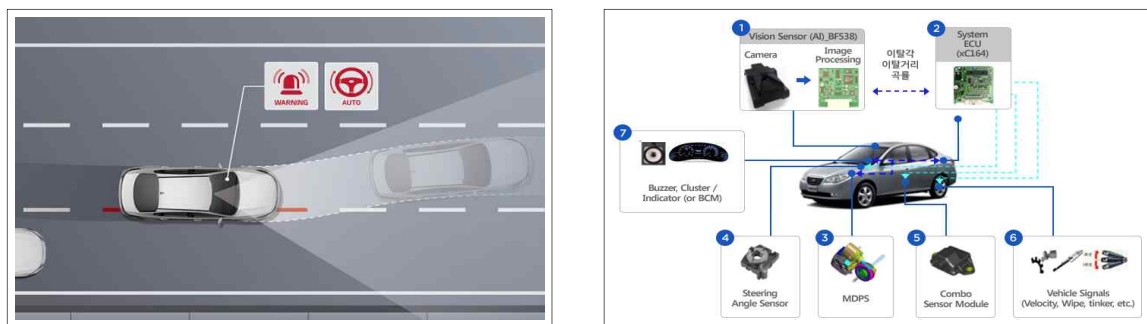 WARNING
AUTO
1
Vision Sensor (AI)_BF538)
Camera
Image
Processing
이탈각
이탈거리
곡률
2
System
ECU
(xC164)
7
Buzzer, Cluster /
Indicator (or BCM)
4
Steering
Angle Sensor
3
MDPS
5
Combo
Sensor Module
6
Vehicle Signals
(Velocity, Wipe, tinker, etc.)